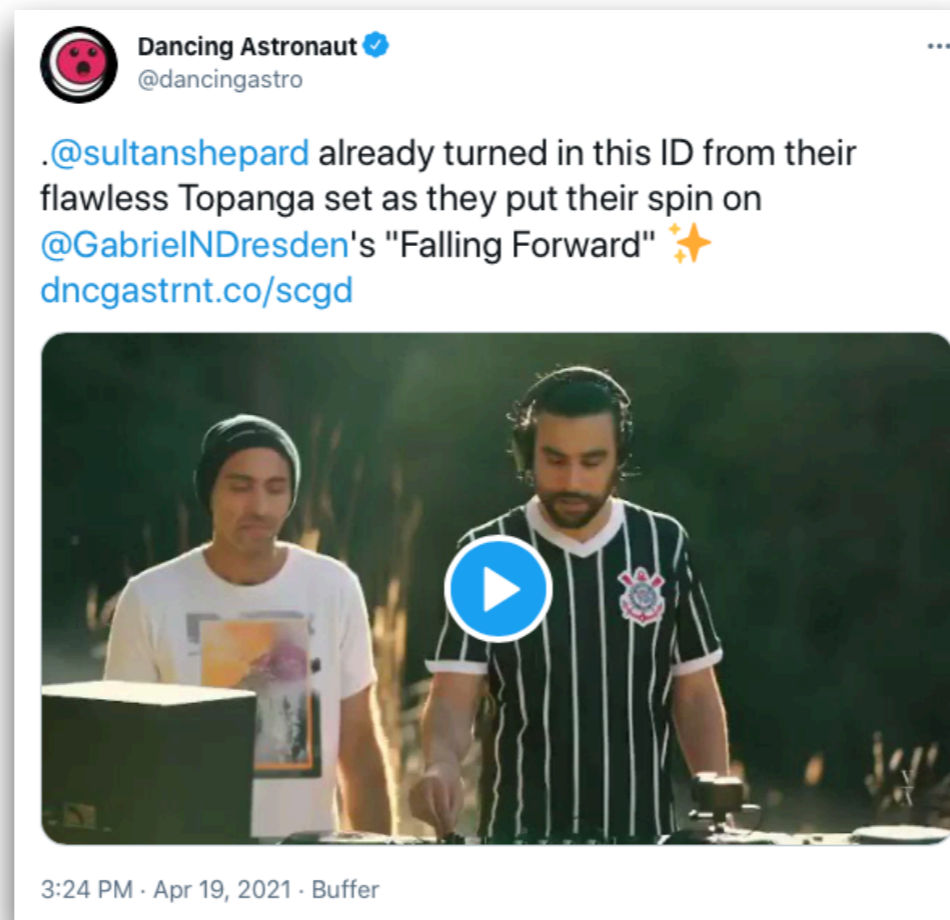 Dancing Astronaut
@dancingastro
.@sultanshepard already turned in this ID from their
flawless Topanga set as they put their spin on
@GabrielNDresden's "Falling Forward" ✨
dncgastrnt.co/scgd
3:24 PM · Apr 19, 2021 · Buffer